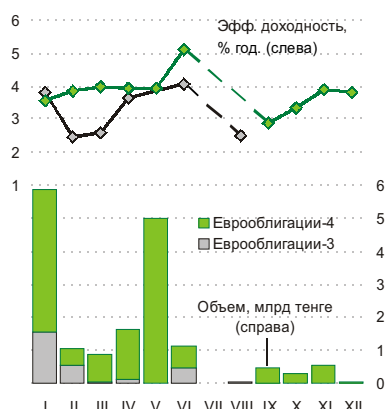 6
Эфф. доходность,
% год. (слева)
5
4
3
2
1
6
5
Еврооблигации-4
Еврооблигации-3
4
3
Объем, млрд тенге
(справа)
2
1
0
I II III IV V VI VII VIII IX X XI XII